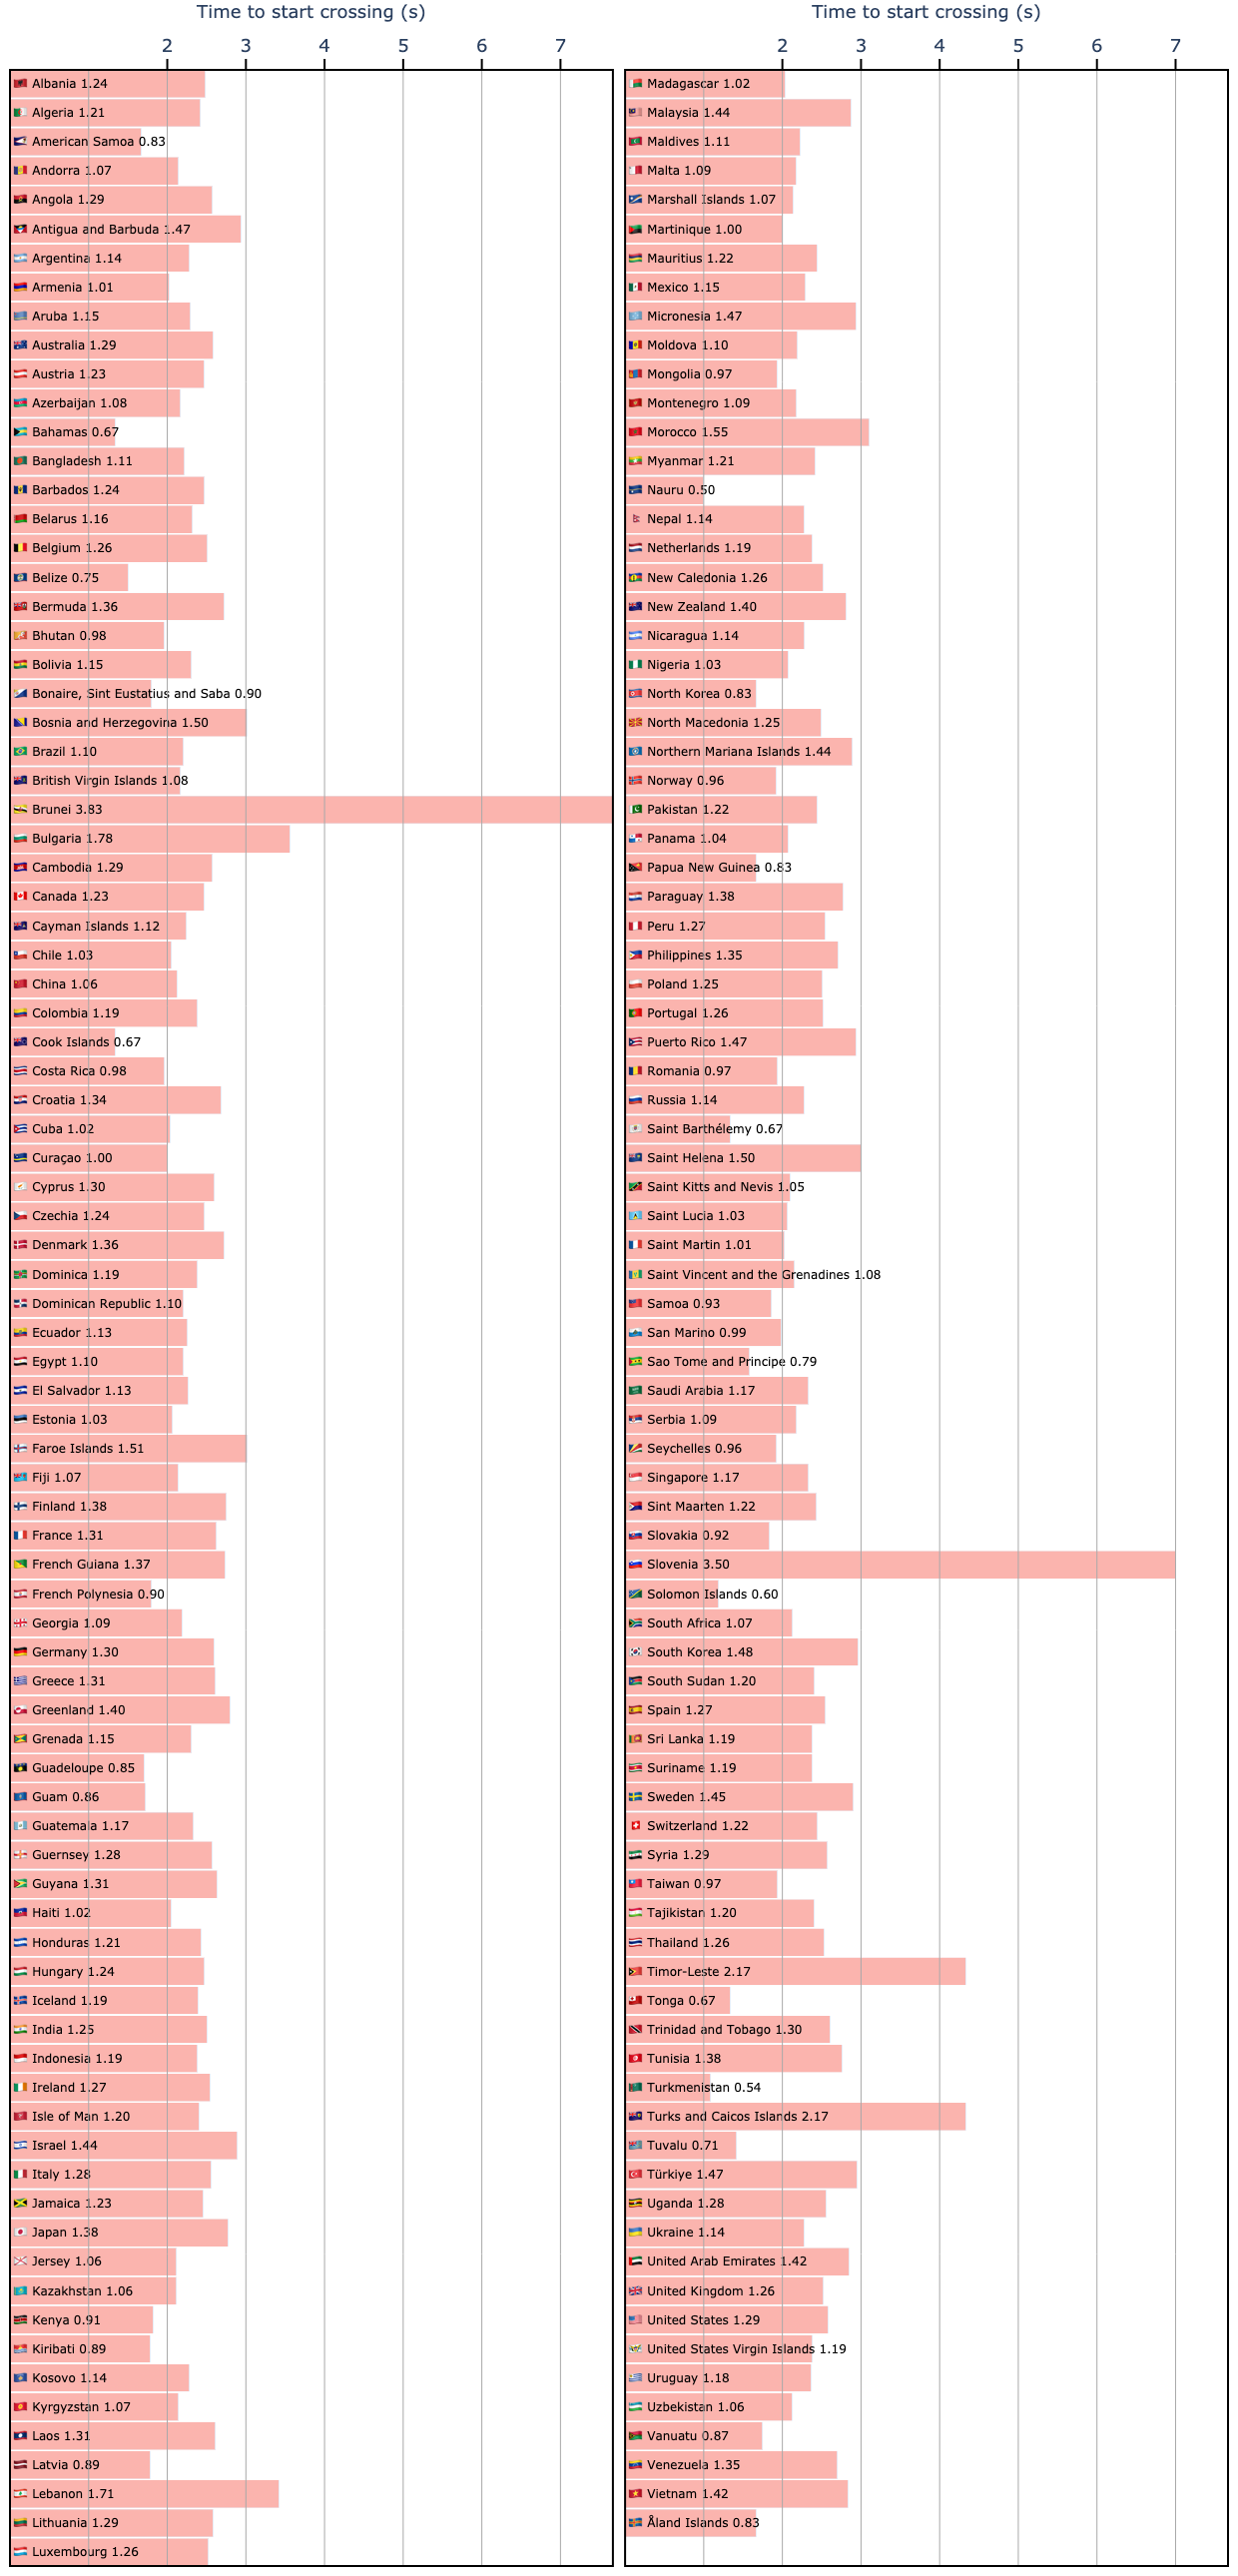 Time to start crossing (s)
2 3 4 5 6 7
Albania 1.24
Algeria 1.21
American Samoa 0.83
Andorra 1.07
Angola 1.29
Antigua and Barbuda 1.47
Argentina 1.14
Armenia 1.01
Aruba 1.15
Australia 1.29
Austria 1.23
Azerbaijan 1.08
Bahamas 0.67
Bangladesh 1.11
Barbados 1.24
Belarus 1.16
Belgium 1.26
Belize 0.75
Bermuda 1.36
Bhutan 0.98
Bolivia 1.15
Bonaire, Sint Eustatius and Saba 0.90
Bosnia and Herzegovina 1.50
Brazil 1.10
British Virgin Islands 1.08
Brunei 3.83
Bulgaria 1.78
Cambodia 1.29
Canada 1.23
Cayman Islands 1.12
Chile 1.03
China 1.06
Colombia 1.19
Cook Islands 0.67
Costa Rica 0.98
Croatia 1.34
Cuba 1.02
Curaçao 1.00
Cyprus 1.30
Czechia 1.24
Denmark 1.36
Dominica 1.19
Dominican Republic 1.10
Ecuador 1.13
Egypt 1.10
El Salvador 1.13
Estonia 1.03
Faroe Islands 1.51
Fiji 1.07
Finland 1.38
France 1.31
French Guiana 1.37
French Polynesia 0.90
Georgia 1.09
Germany 1.30
Greece 1.31
Greenland 1.40
Grenada 1.15
Guadeloupe 0.85
Guam 0.86
Guatemala 1.17
Guernsey 1.28
Guyana 1.31
Haiti 1.02
Honduras 1.21
Hungary 1.24
Iceland 1.19
India 1.25
Indonesia 1.19
Ireland 1.27
Isle of Man 1.20
Israel 1.44
Italy 1.28
Jamaica 1.23
Japan 1.38
Jersey 1.06
Kazakhstan 1.06
Kenya 0.91
Kiribati 0.89
Kosovo 1.14
Kyrgyzstan 1.07
Laos 1.31
Latvia 0.89
Lebanon 1.71
Lithuania 1.29
Luxembourg 1.26
Time to start crossing (s)
2 3 4 5 6 7
Madagascar 1.02
Malaysia 1.44
Maldives 1.11
Malta 1.09
Marshall Islands 1.07
Martinique 1.00
Mauritius 1.22
Mexico 1.15
Micronesia 1.47
Moldova 1.10
Mongolia 0.97
Montenegro 1.09
Morocco 1.55
Myanmar 1.21
Nauru 0.50
Nepal 1.14
Netherlands 1.19
New Caledonia 1.26
New Zealand 1.40
Nicaragua 1.14
Nigeria 1.03
North Korea 0.83
North Macedonia 1.25
Northern Mariana Islands 1.44
Norway 0.96
Pakistan 1.22
Panama 1.04
Papua New Guinea 0.83
Paraguay 1.38
Peru 1.27
Philippines 1.35
Poland 1.25
Portugal 1.26
Puerto Rico 1.47
Romania 0.97
Russia 1.14
Saint Barthélemy 0.67
Saint Helena 1.50
Saint Kitts and Nevis 1.05
Saint Lucia 1.03
Saint Martin 1.01
Saint Vincent and the Grenadines 1.08
Samoa 0.93
San Marino 0.99
Sao Tome and Principe 0.79
Saudi Arabia 1.17
Serbia 1.09
Seychelles 0.96
Singapore 1.17
Sint Maarten 1.22
Slovakia 0.92
Slovenia 3.50
Solomon Islands 0.60
South Africa 1.07
South Korea 1.48
South Sudan 1.20
Spain 1.27
Sri Lanka 1.19
Suriname 1.19
Sweden 1.45
Switzerland 1.22
Syria 1.29
Taiwan 0.97
Tajikistan 1.20
Thailand 1.26
Timor-Leste 2.17
Tonga 0.67
Trinidad and Tobago 1.30
Tunisia 1.38
Turkmenistan 0.54
Turks and Caicos Islands 2.17
Tuvalu 0.71
Türkiye 1.47
Uganda 1.28
Ukraine 1.14
United Arab Emirates 1.42
United Kingdom 1.26
United States 1.29
United States Virgin Islands 1.19
Uruguay 1.18
Uzbekistan 1.06
Vanuatu 0.87
Venezuela 1.35
Vietnam 1.42
Åland Islands 0.83